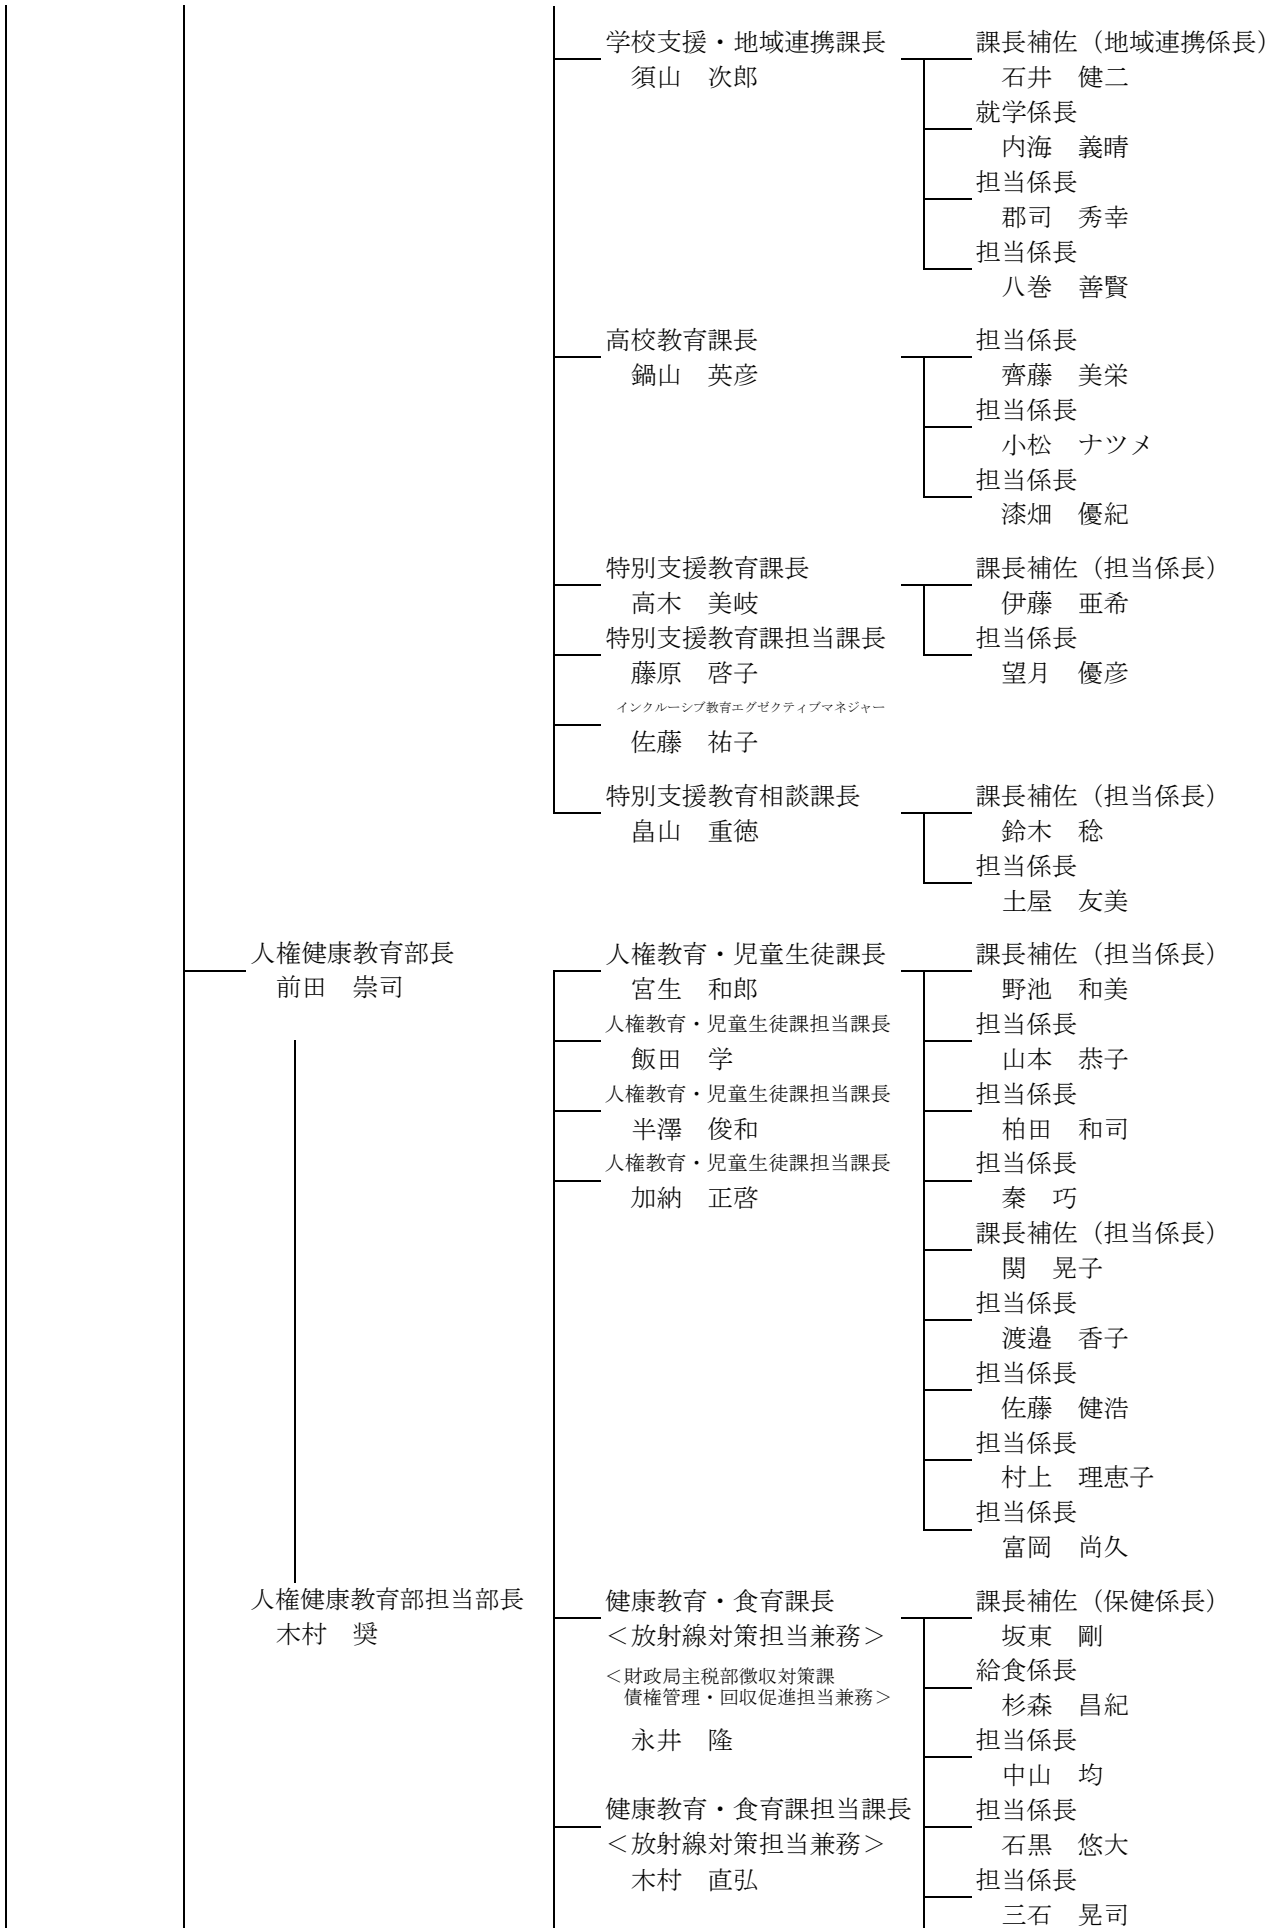 学校支援・地域連携課長
須山　次郎
課長補佐（地域連携係長）
石井　健二
就学係長
内海　義晴
担当係長
郡司　秀幸
担当係長
八巻　善賢
高校教育課長
鍋山　英彦
担当係長
齊藤　美栄
担当係長
小松　ナツメ
担当係長
漆畑　優紀
特別支援教育課長
高木　美岐
特別支援教育課担当課長
藤原　啓子
インクルーシブ教育エグゼクティブマネジャー
佐藤　祐子
課長補佐（担当係長）
伊藤　亜希
担当係長
望月　優彦
特別支援教育相談課長
畠山　重徳
課長補佐（担当係長）
鈴木　稔
担当係長
土屋　友美
人権健康教育部長
前田　崇司
人権教育・児童生徒課長
宮生　和郎
人権教育・児童生徒課担当課長
飯田　学
人権教育・児童生徒課担当課長
半澤　俊和
人権教育・児童生徒課担当課長
加納　正啓
課長補佐（担当係長）
野池　和美
担当係長
山本　恭子
担当係長
柏田　和司
担当係長
秦　巧
課長補佐（担当係長）
関　晃子
担当係長
渡邉　香子
担当係長
佐藤　健浩
担当係長
村上　理恵子
担当係長
富岡　尚久
人権健康教育部担当部長
木村　奨
健康教育・食育課長
＜放射線対策担当兼務＞
＜財政局主税部徴収対策課
債権管理・回収促進担当兼務＞
永井　隆
健康教育・食育課担当課長
＜放射線対策担当兼務＞
木村　直弘
課長補佐（保健係長）
坂東　剛
給食係長
杉森　昌紀
担当係長
中山　均
担当係長
石黒　悠大
担当係長
三石　晃司